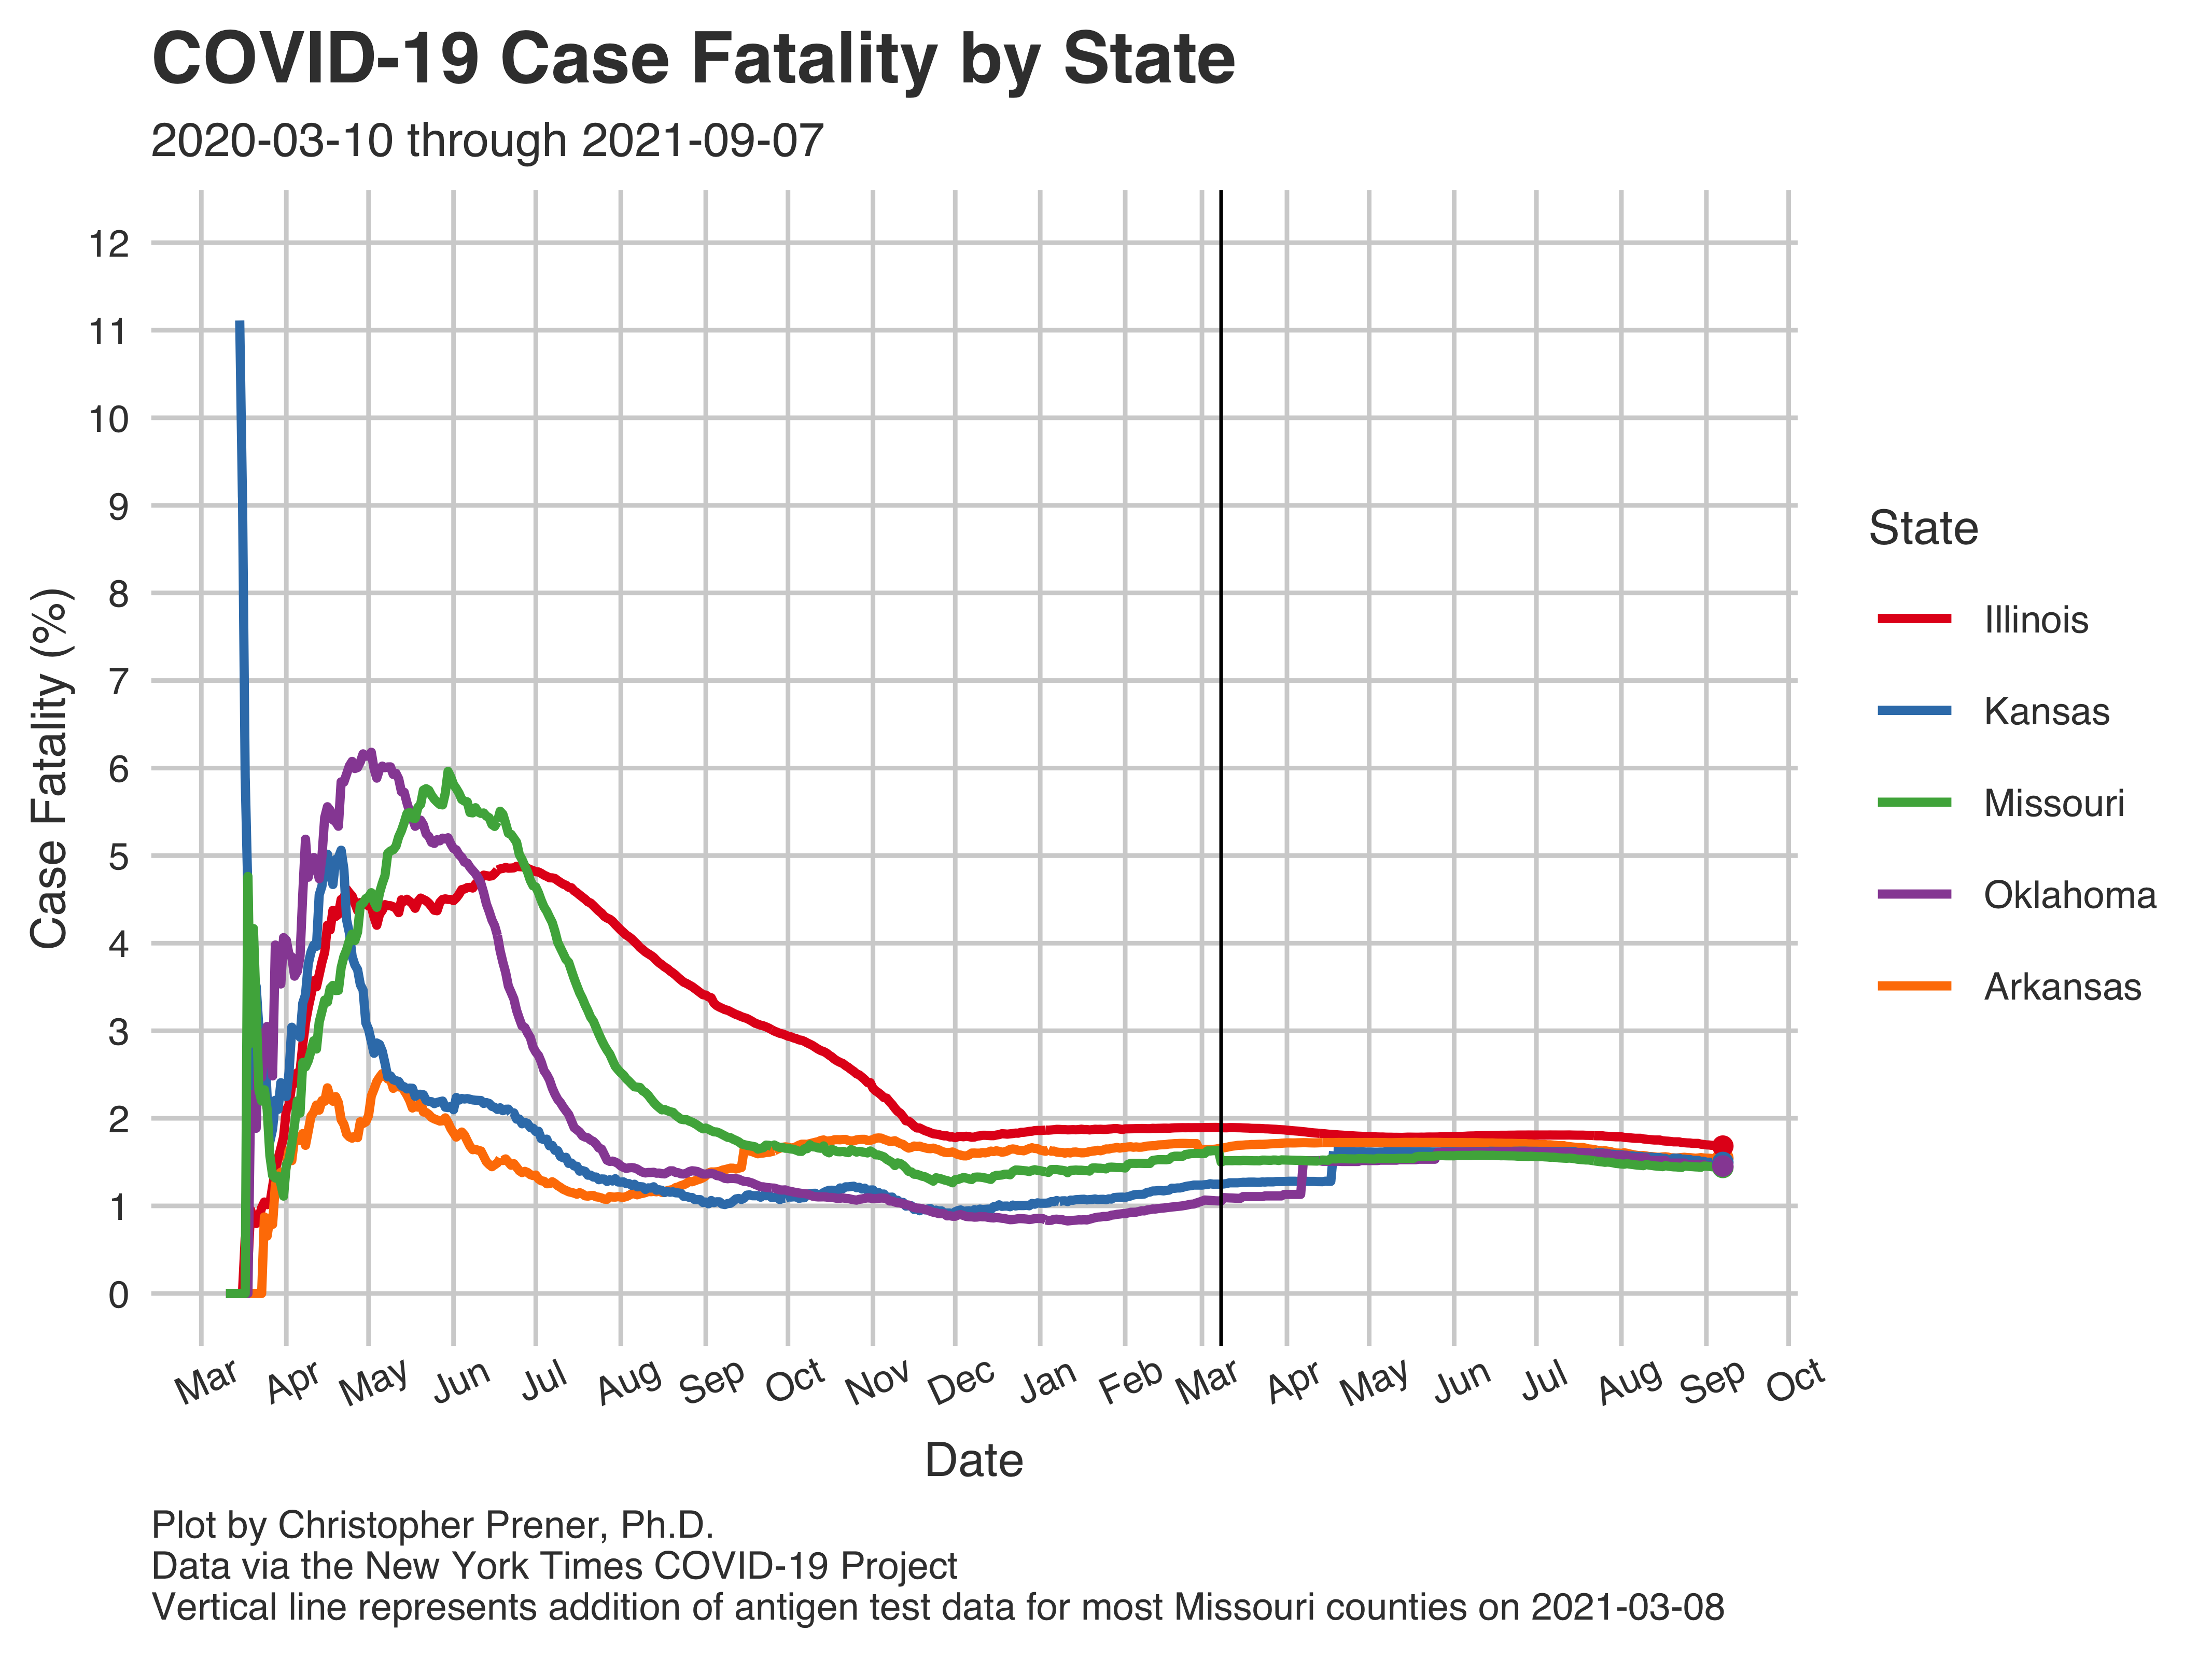 COVID-19 Case Fatality by State
2020-03-10 through 2021-09-07
12
11
10
9
8
7
6
5
4
3
2
1
0
Case Fatality (%)
Mar Apr May Jun Jul Aug Sep Oct Nov Dec Jan Feb Mar Apr May Jun Jul Aug Sep Oct
Date
State
Illinois
Kansas
Missouri
Oklahoma
Arkansas
Plot by Christopher Prener, Ph.D.
Data via the New York Times COVID-19 Project
Vertical line represents addition of antigen test data for most Missouri counties on 2021-03-08